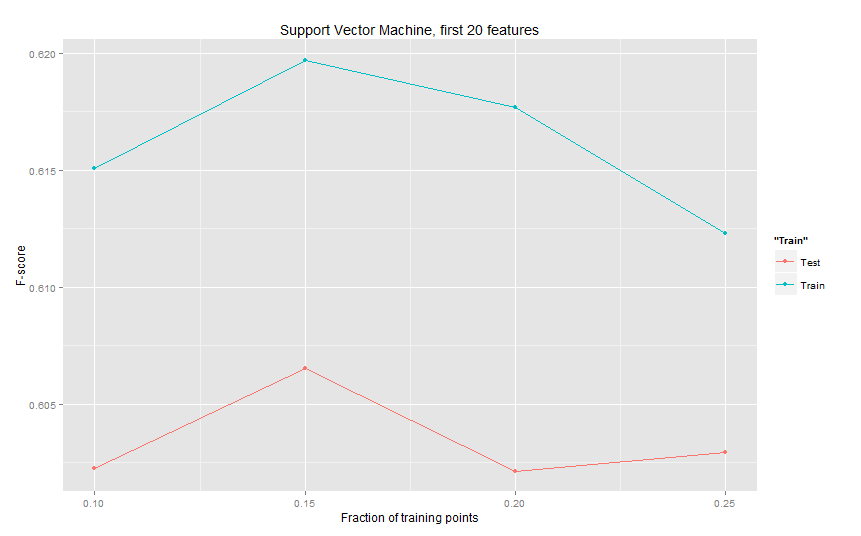 Support Vector Machine, first 20 features
0.620
0.615
0.610
0.605
F-score
0.10
0.15
0.20
0.25
Fraction of training points
"Train"
Test
Train